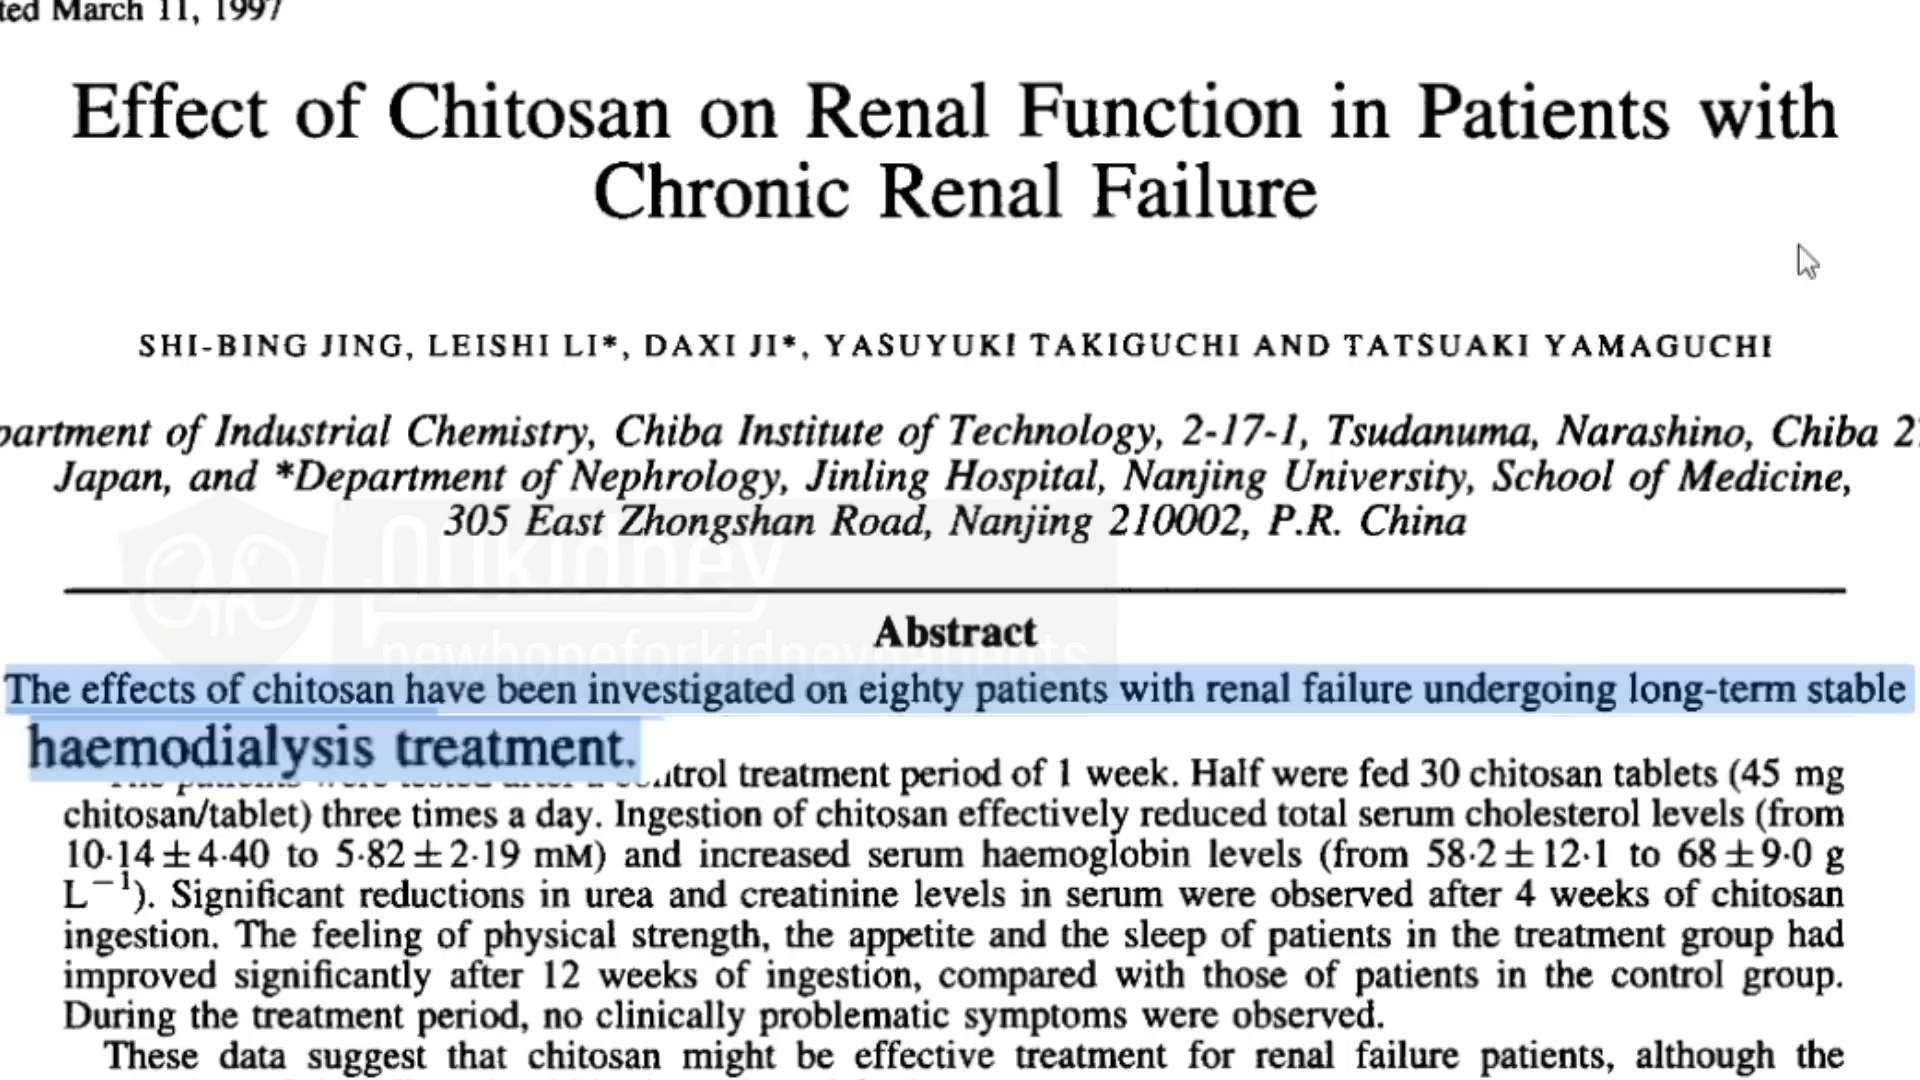 ted March 11, 1997
Effect of Chitosan on Renal Function in Patients with
Chronic Renal Failure
SHI-BING JING, LEISHI LI*, DAXI JI*, YASUYUKI TAKIGUCHI AND TATSUAKI YAMAGUCHI
partment of Industrial Chemistry, Chiba Institute of Technology, 2-17-1, Tsudanuma, Narashino, Chiba 2
Japan, and *Department of Nephrology, Jinling Hospital, Nanjing University, School of Medicine,
305 East Zhongshan Road, Nanjing 210002, P.R. China
Abstract
newhopeforkidneypatients
The effects of chitosan have been investigated on eighty patients with renal failure undergoing long-term stable
haemodialysis treatment.
ntrol treatment period of 1 week. Half were fed 30 chitosan tablets (45 mg
chitosan/tablet) three times a day. Ingestion of chitosan effectively reduced total serum cholesterol levels (from
10·14±4·40 to 5·82±2·19 mM) and increased serum haemoglobin levels (from 58·2±12·1 to 68±9·0 g
L⁻¹). Significant reductions in urea and creatinine levels in serum were observed after 4 weeks of chitosan
ingestion. The feeling of physical strength, the appetite and the sleep of patients in the treatment group had
improved significantly after 12 weeks of ingestion, compared with those of patients in the control group.
During the treatment period, no clinically problematic symptoms were observed.
These data suggest that chitosan might be effective treatment for renal failure patients, although the